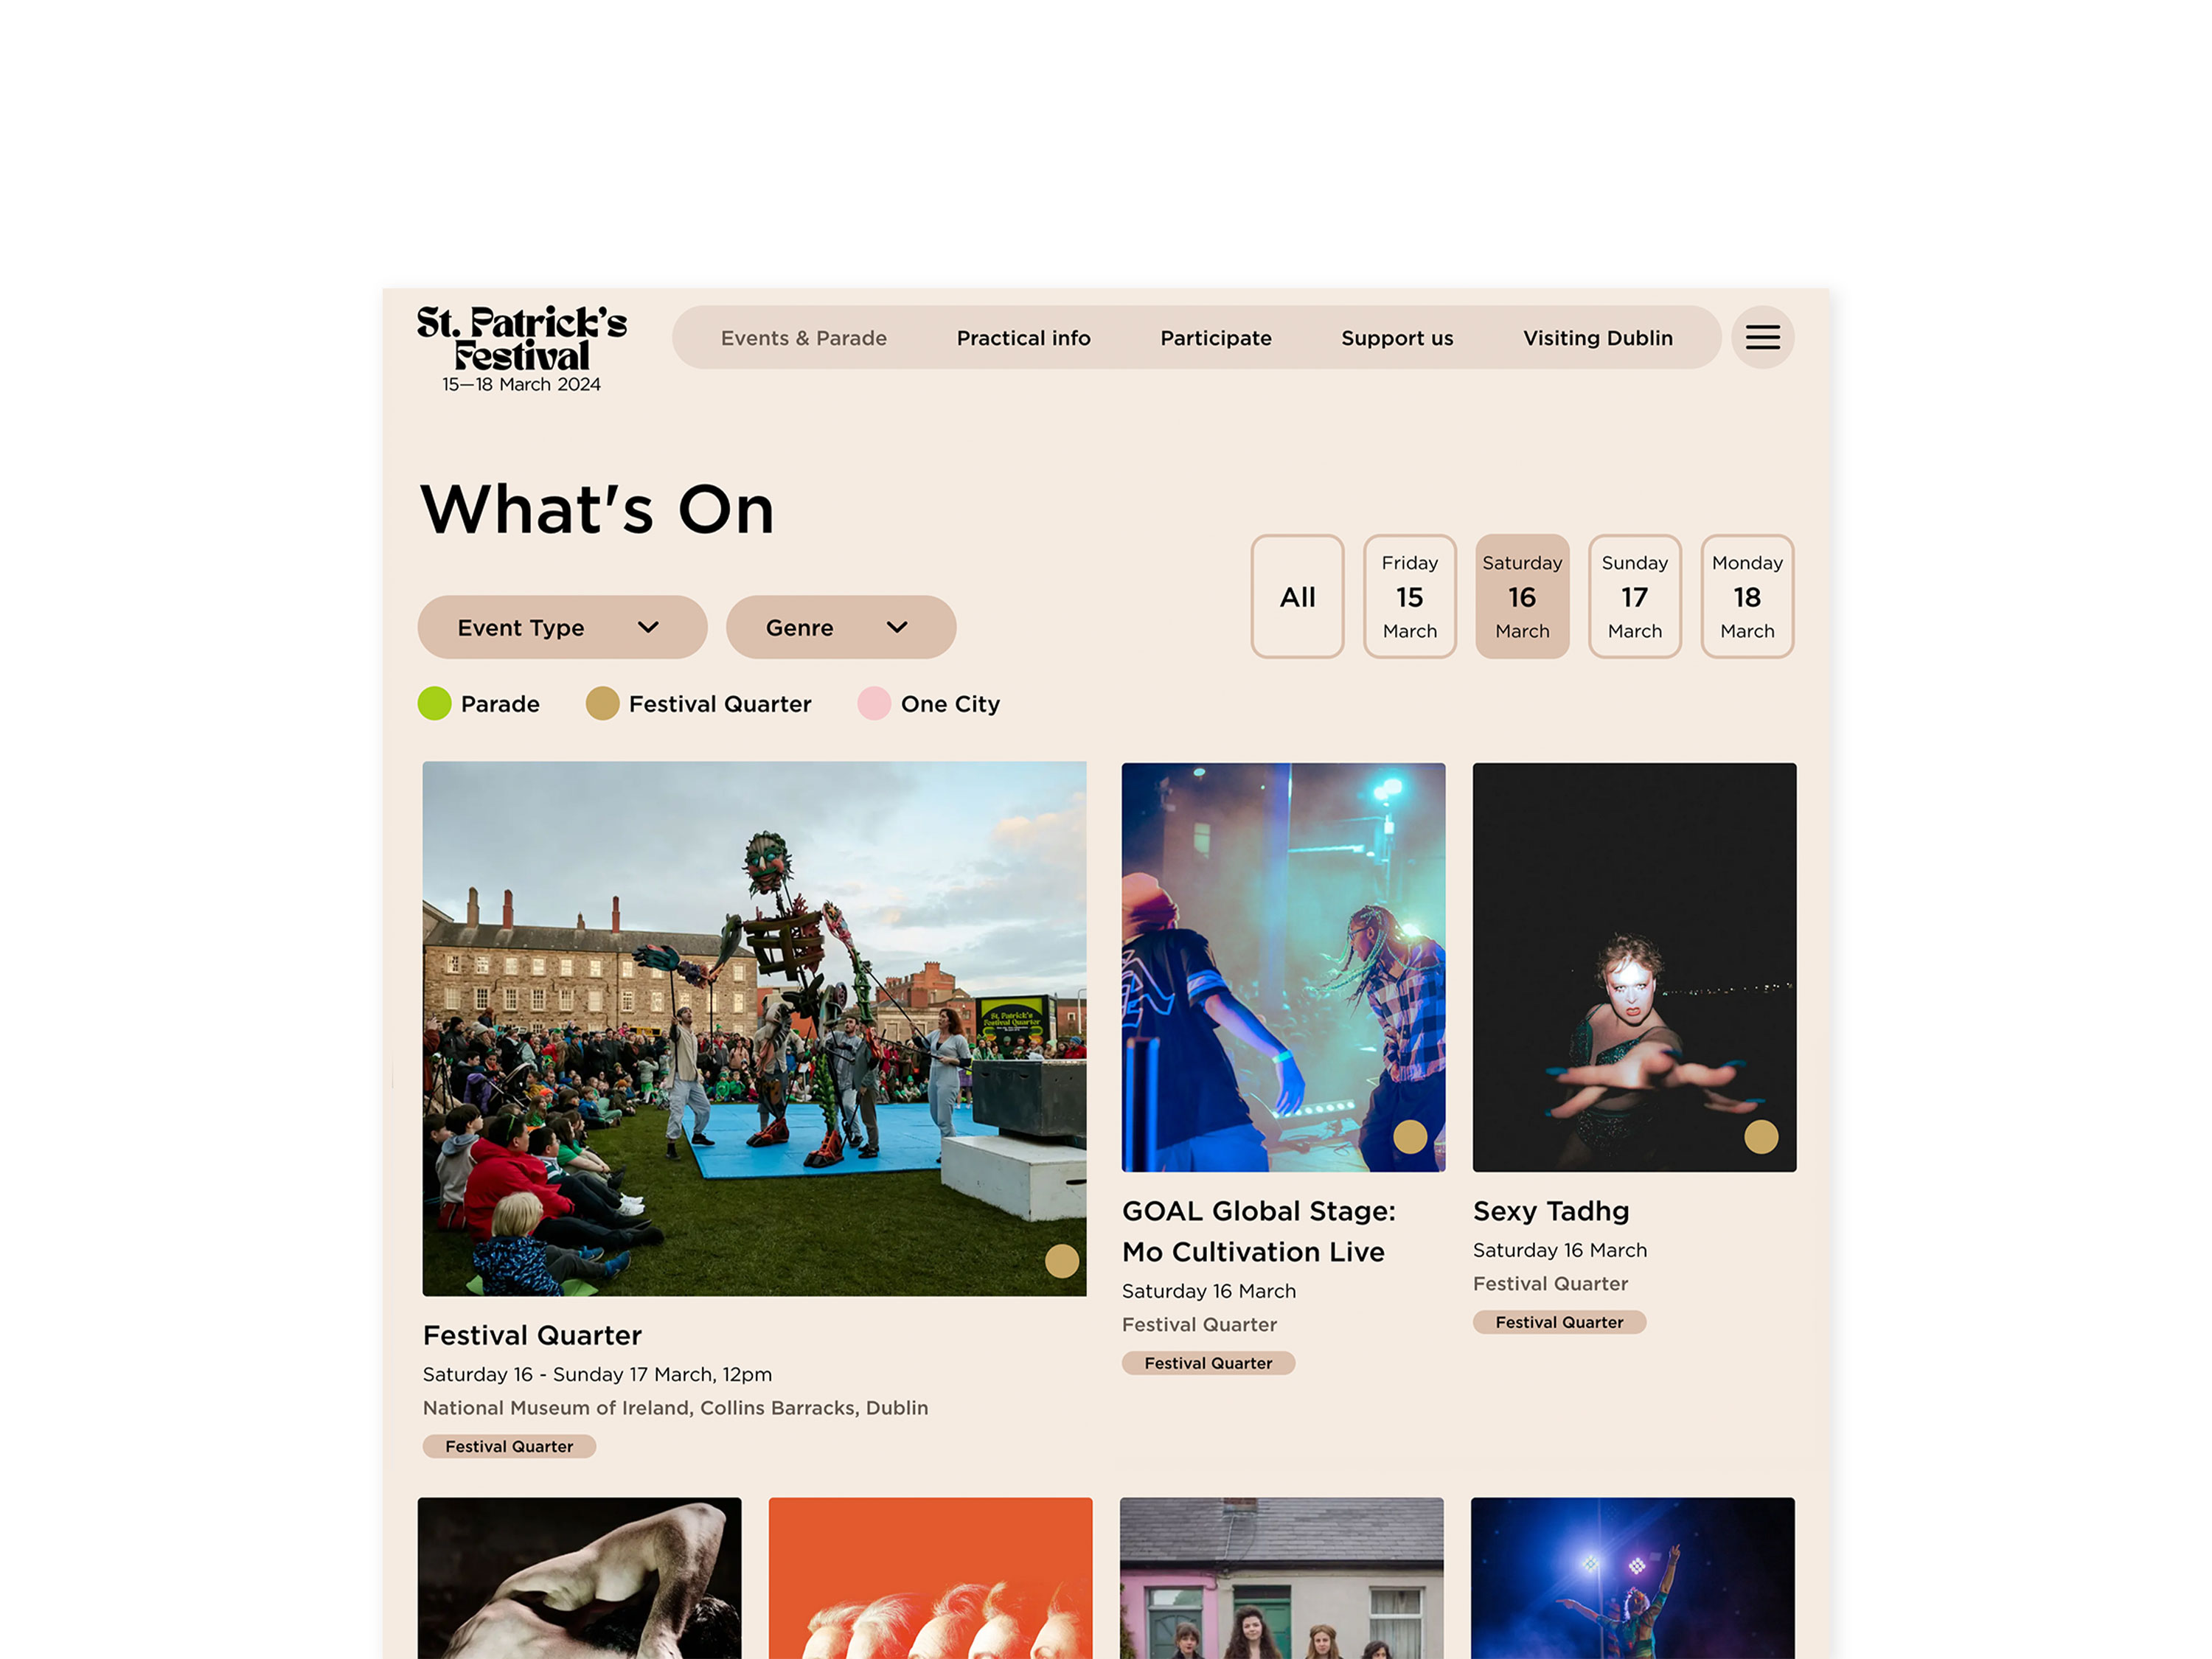 St. Patrick's
Festival
15—18 March 2024
Events & Parade
Practical info
Participate
Support us
Visiting Dublin
What's On
Event Type
Genre
All
Friday
15
March
Saturday
16
March
Sunday
17
March
Monday
18
March
Parade
Festival Quarter
One City
St. Patrick's
Festival Quarter
Festival Quarter
Saturday 16 - Sunday 17 March, 12pm
National Museum of Ireland, Collins Barracks, Dublin
Festival Quarter
GOAL Global Stage:
Mo Cultivation Live
Saturday 16 March
Festival Quarter
Festival Quarter
Sexy Tadhg
Saturday 16 March
Festival Quarter
Festival Quarter